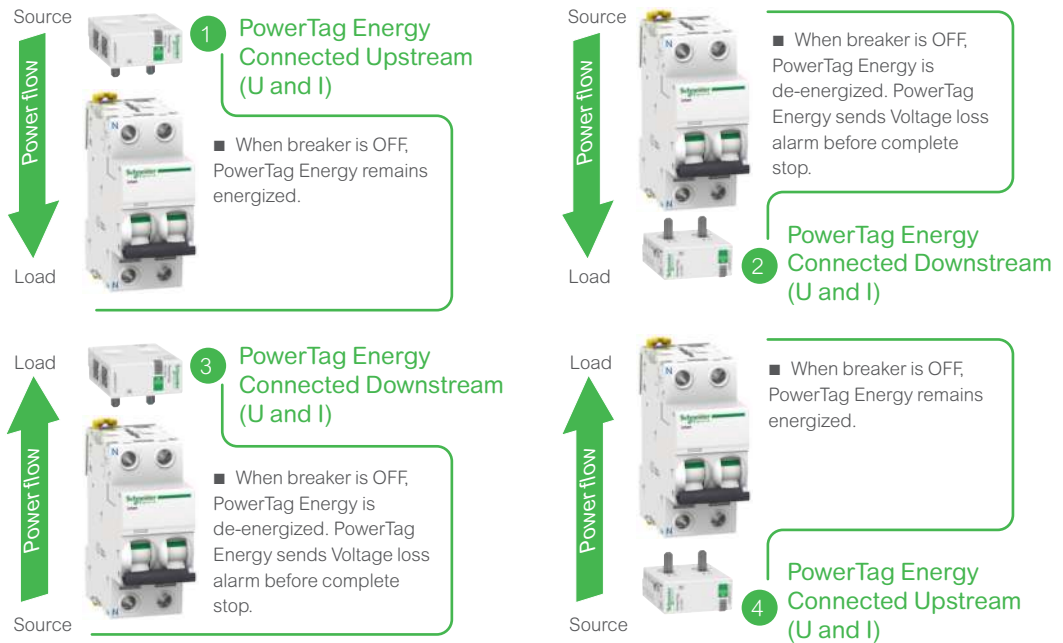 Source
Power flow
Load
1
PowerTag Energy
Connected Upstream
(U and I)
■ When breaker is OFF,
PowerTag Energy remains
energized.
N
Schneider
N
Source
Power flow
Load
N
Schneider
N
■ When breaker is OFF,
PowerTag Energy is
de-energized. PowerTag
Energy sends Voltage loss
alarm before complete
stop.
2
PowerTag Energy
Connected Downstream
(U and I)
Load
Power flow
Source
3
PowerTag Energy
Connected Downstream
(U and I)
N
Schneider
N
■ When breaker is OFF,
PowerTag Energy is
de-energized. PowerTag
Energy sends Voltage loss
alarm before complete
stop.
Load
Power flow
Source
N
Schneider
N
■ When breaker is OFF,
PowerTag Energy remains
energized.
4
PowerTag Energy
Connected Upstream
(U and I)